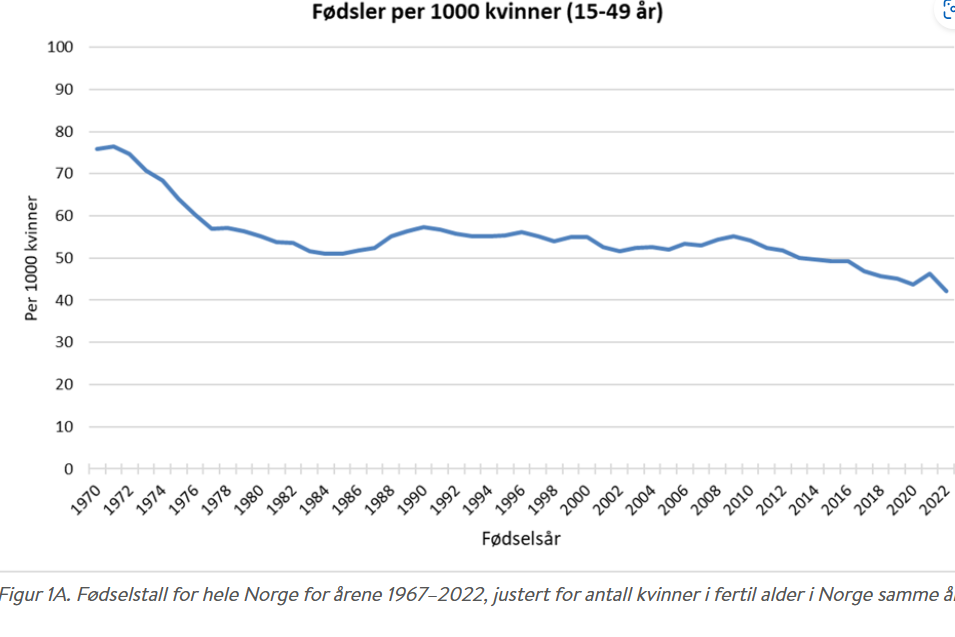 Fødsler per 1000 kvinner (15-49 år)
100
90
80
70
60
50
40
30
20
10
0
Per 1000 kvinner
1970 1972 1974 1976 1978 1980 1982 1984 1986 1988 1990 1992 1994 1996 1998 2000 2002 2004 2006 2008 2010 2012 2014 2016 2018 2020 2022
Fødselsår
Figur 1A. Fødselstall for hele Norge for årene 1967–2022, justert for antall kvinner i fertil alder i Norge samme